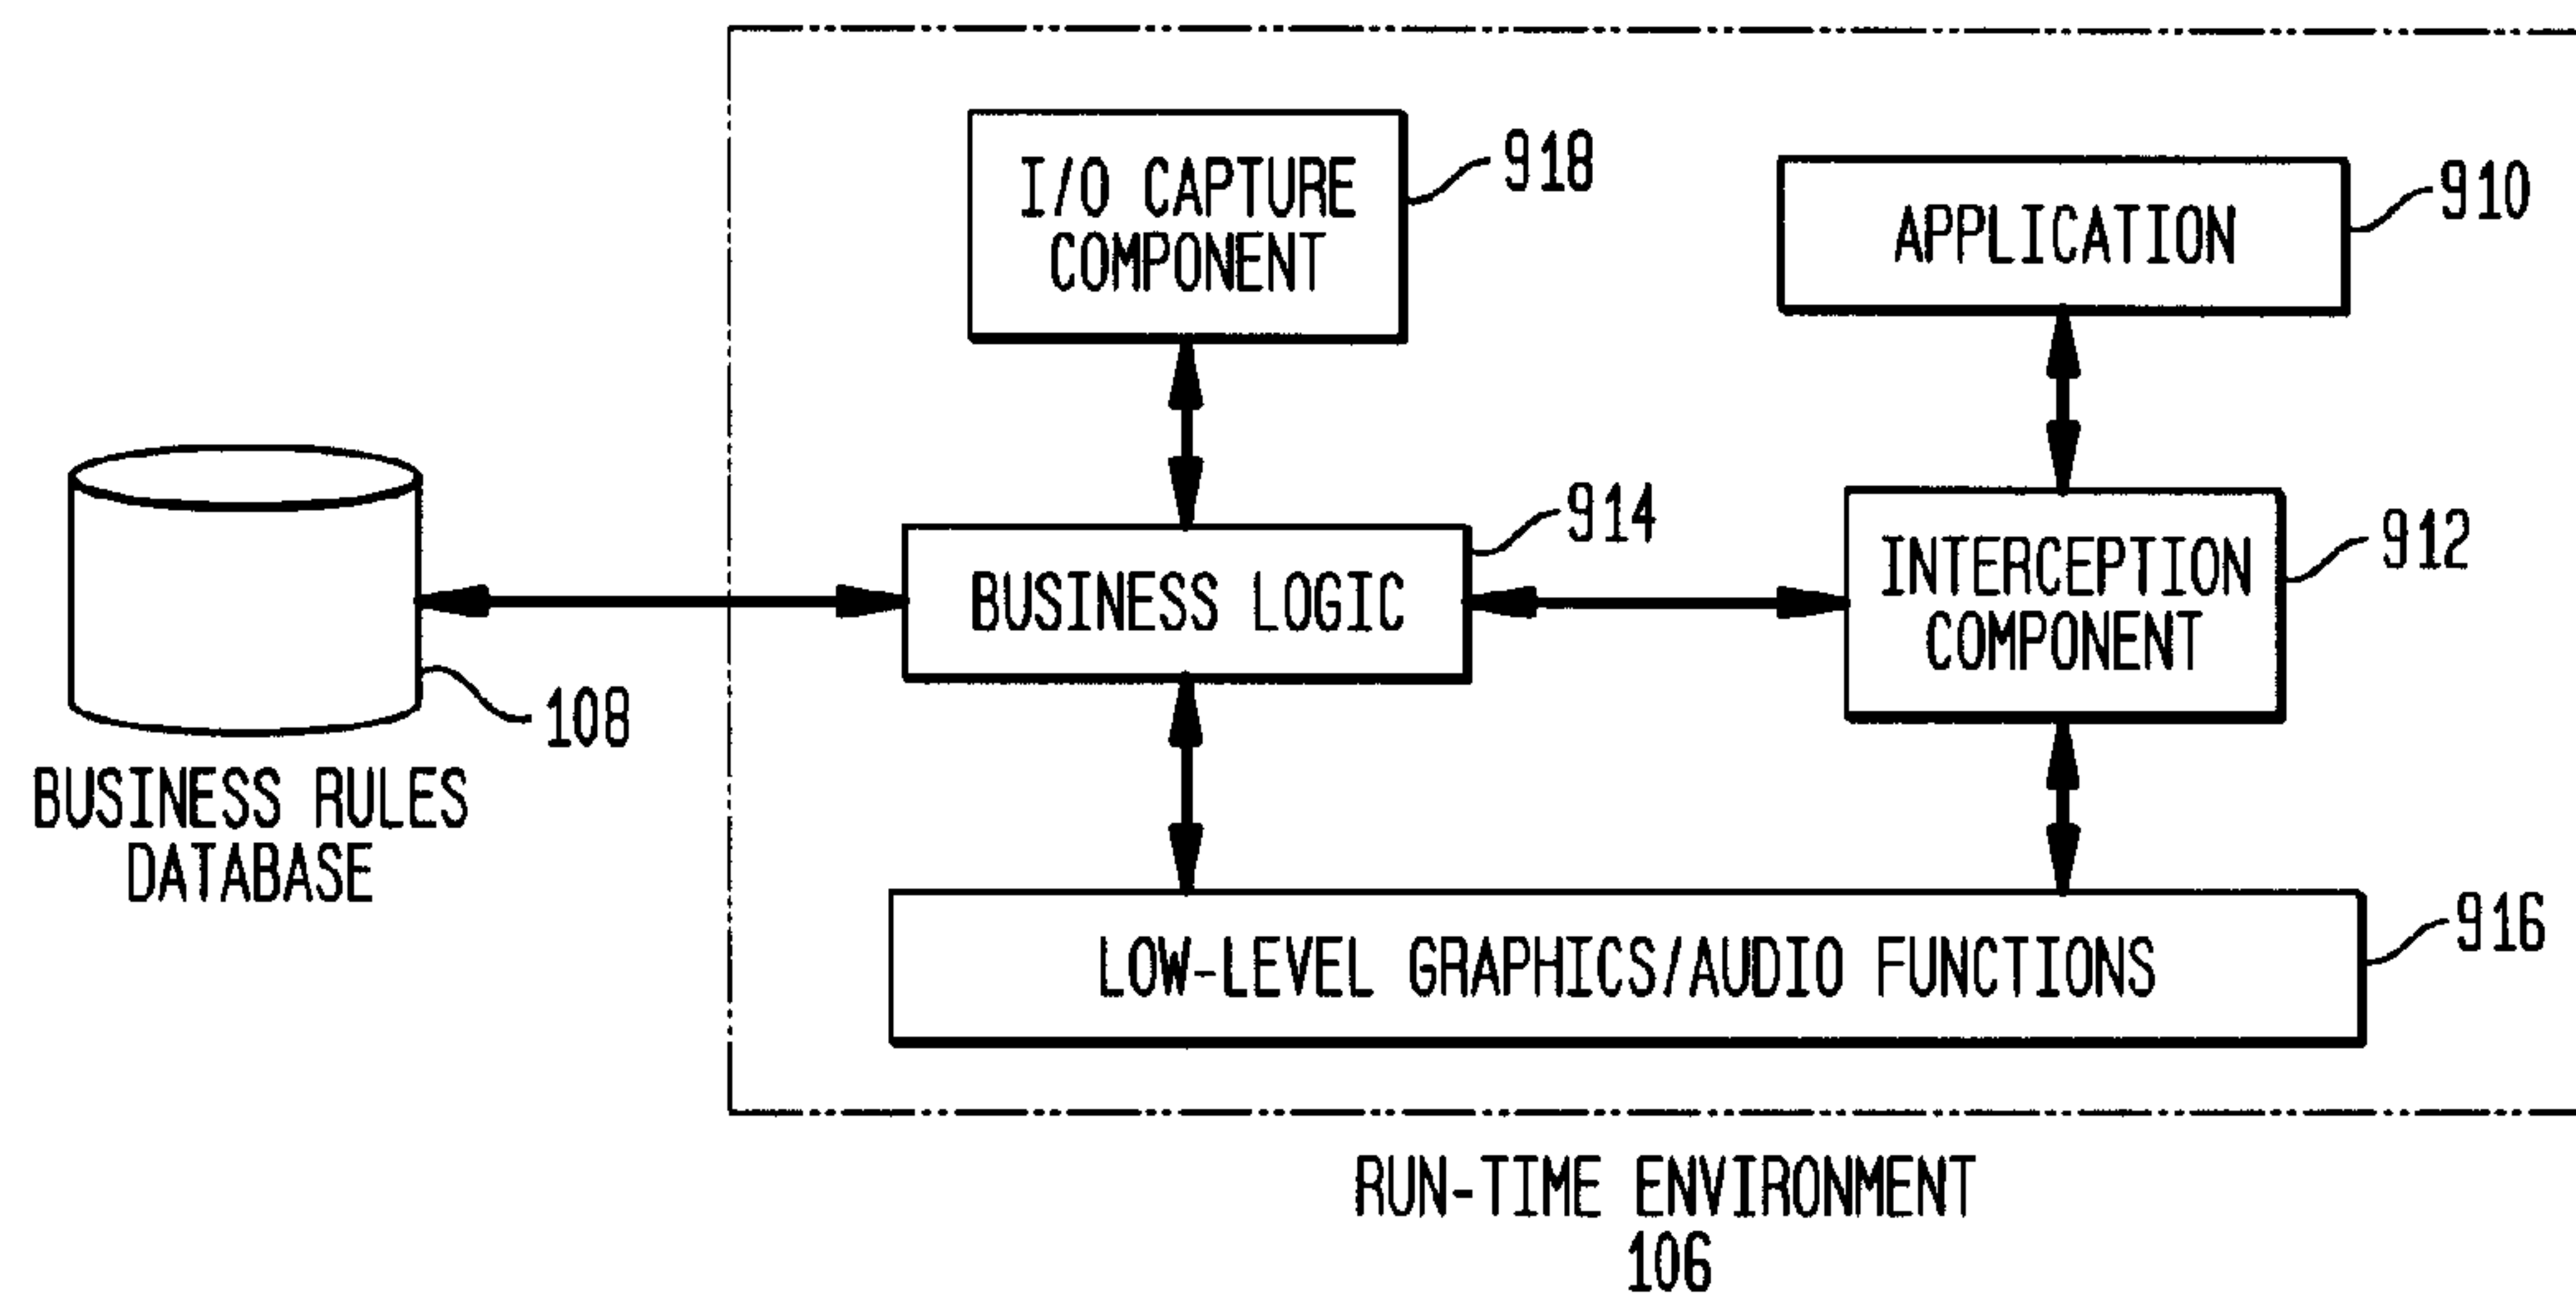 I/O CAPTURE
COMPONENT
918
APPLICATION
910
BUSINESS LOGIC
914
INTERCEPTION
COMPONENT
912
108
BUSINESS RULES
DATABASE
LOW-LEVEL GRAPHICS/AUDIO FUNCTIONS
916
RUN-TIME ENVIRONMENT
106